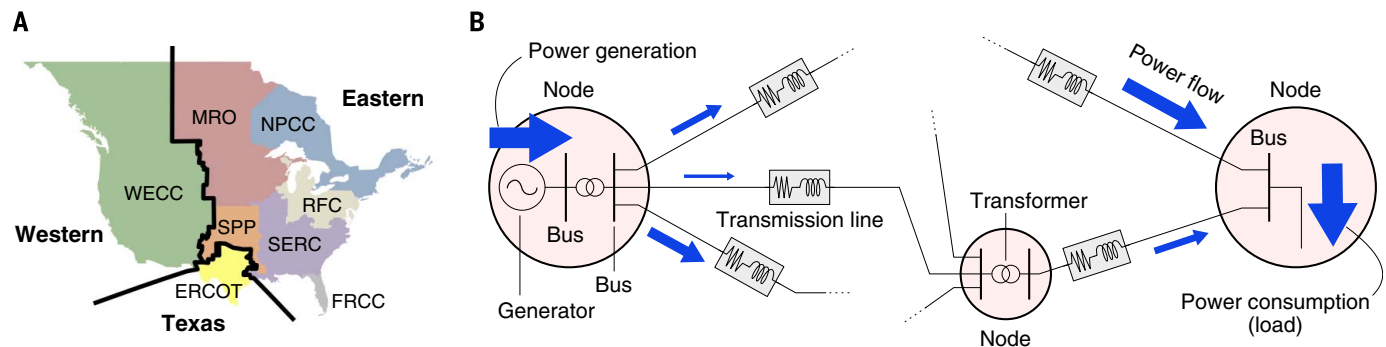 A
Western
WECC
MRO
NPCC
Eastern
RFC
SPP
SERC
ERCOT
Texas
FRCC
B
Power generation
Node
Bus
Bus
Generator
Transmission line
Transformer
Node
Power flow
Node
Bus
Power consumption
(load)